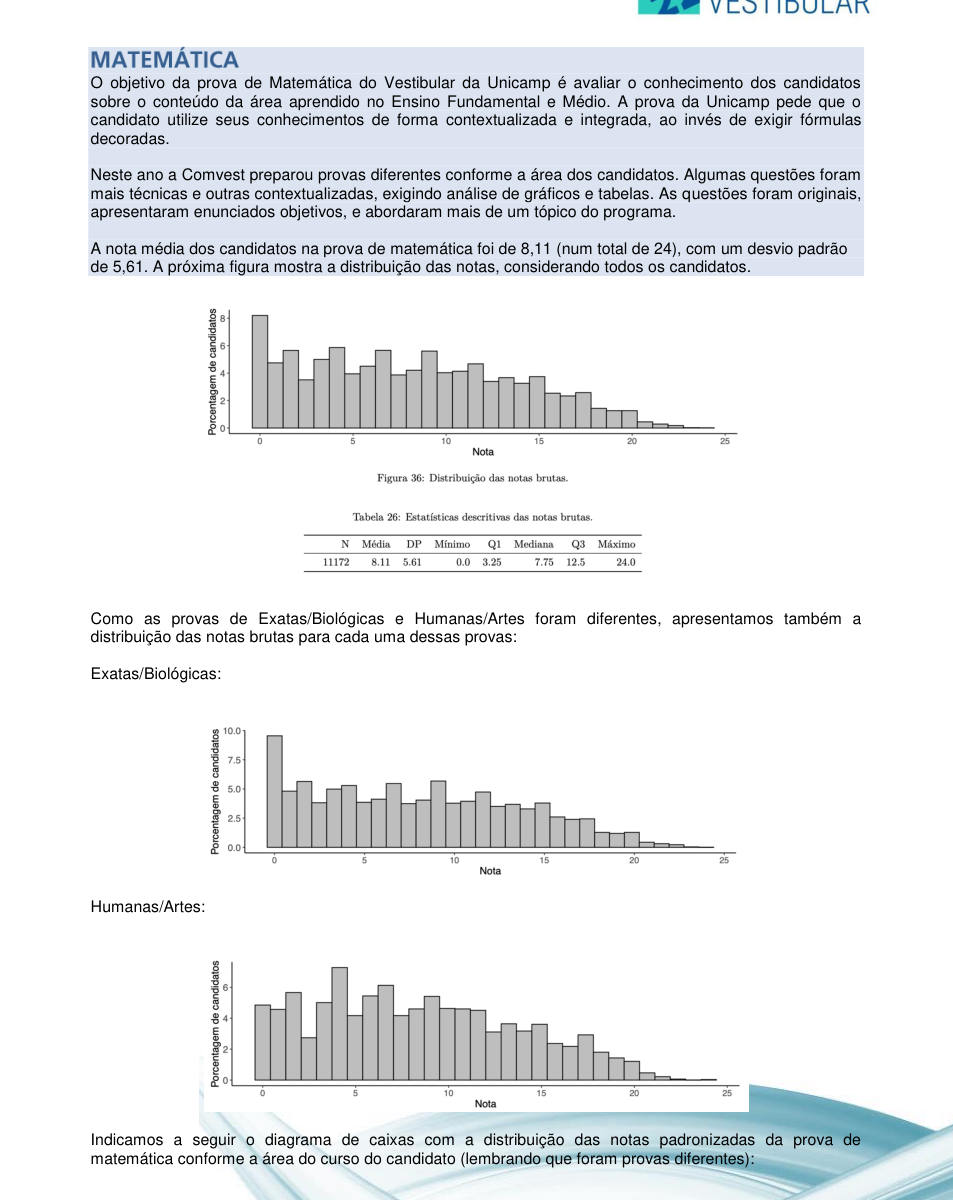 VESTIBULAR
MATEMÁTICA
O objetivo da prova de Matemática do Vestibular da Unicamp é avaliar o conhecimento dos candidatos
sobre o conteúdo da área aprendido no Ensino Fundamental e Médio. A prova da Unicamp pede que o
candidato utilize seus conhecimentos de forma contextualizada e integrada, ao invés de exigir fórmulas
decoradas.
Neste ano a Comvest preparou provas diferentes conforme a área dos candidatos. Algumas questões foram
mais técnicas e outras contextualizadas, exigindo análise de gráficos e tabelas. As questões foram originais,
apresentaram enunciados objetivos, e abordaram mais de um tópico do programa.
A nota média dos candidatos na prova de matemática foi de 8,11 (num total de 24), com um desvio padrão
de 5,61. A próxima figura mostra a distribuição das notas, considerando todos os candidatos.
Porcentagem de candidatos
8
6
4
2
0
0 5 10 15 20 25
Nota
Figura 36: Distribuição das notas brutas.
Tabela 26: Estatísticas descritivas das notas brutas.
N Média DP Mínimo Q1 Mediana Q3 Máximo
11172 8.11 5.61 0.0 3.25 7.75 12.5 24.0
Como as provas de Exatas/Biológicas e Humanas/Artes foram diferentes, apresentamos também a
distribuição das notas brutas para cada uma dessas provas:
Exatas/Biológicas:
Porcentagem de candidatos
10.0
7.5
5.0
2.5
0.0
0 5 10 15 20 25
Nota
Humanas/Artes:
Porcentagem de candidatos
6
4
2
0
0 5 10 15 20 25
Nota
Indicamos a seguir o diagrama de caixas com a distribuição das notas padronizadas da prova de
matemática conforme a área do curso do candidato (lembrando que foram provas diferentes):